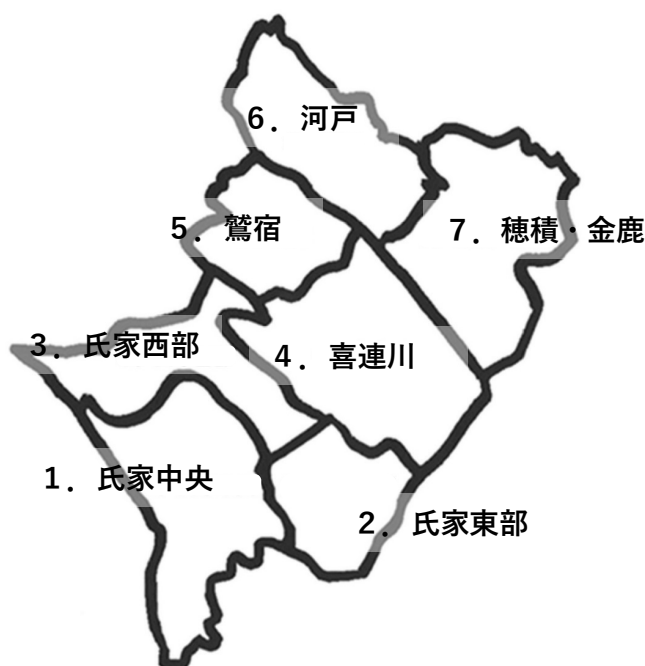 6. 河戸
5. 鷲宿
7. 穂積・金鹿
3. 氏家西部
4. 喜連川
1. 氏家中央
2. 氏家東部